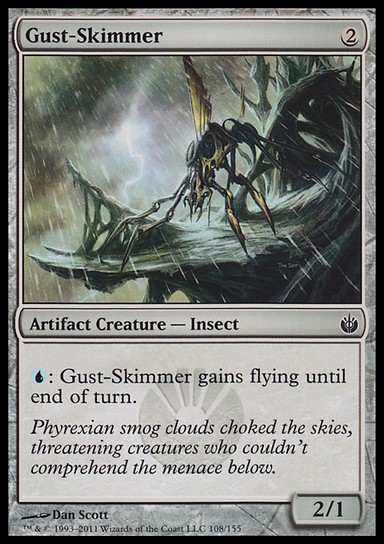 Gust-Skimmer 2
Artifact Creature — Insect
: Gust-Skimmer gains flying until
end of turn.
Phyrexian smog clouds choked the skies,
threatening creatures who couldn't
comprehend the menace below.
Dan Scott
™ & © 1993–2011 Wizards of the Coast LLC 108/155
2/1